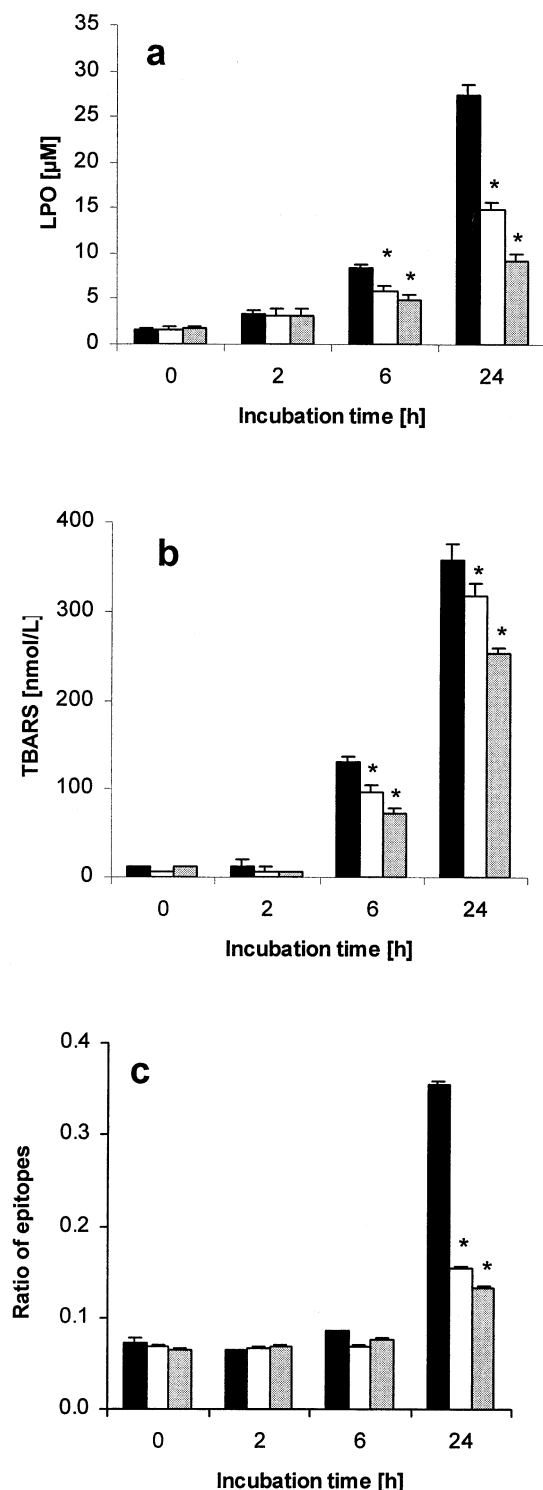 a
35
30
25
20
15
10
5
0
LPO [µM]
*
*
*
*
0 2 6 24
Incubation time [h]
b
400
300
200
100
0
TBARS [nmol/L]
*
*
*
*
0 2 6 24
Incubation time [h]
c
0.4
0.3
0.2
0.1
0.0
Ratio of epitopes
*
*
0 2 6 24
Incubation time [h]